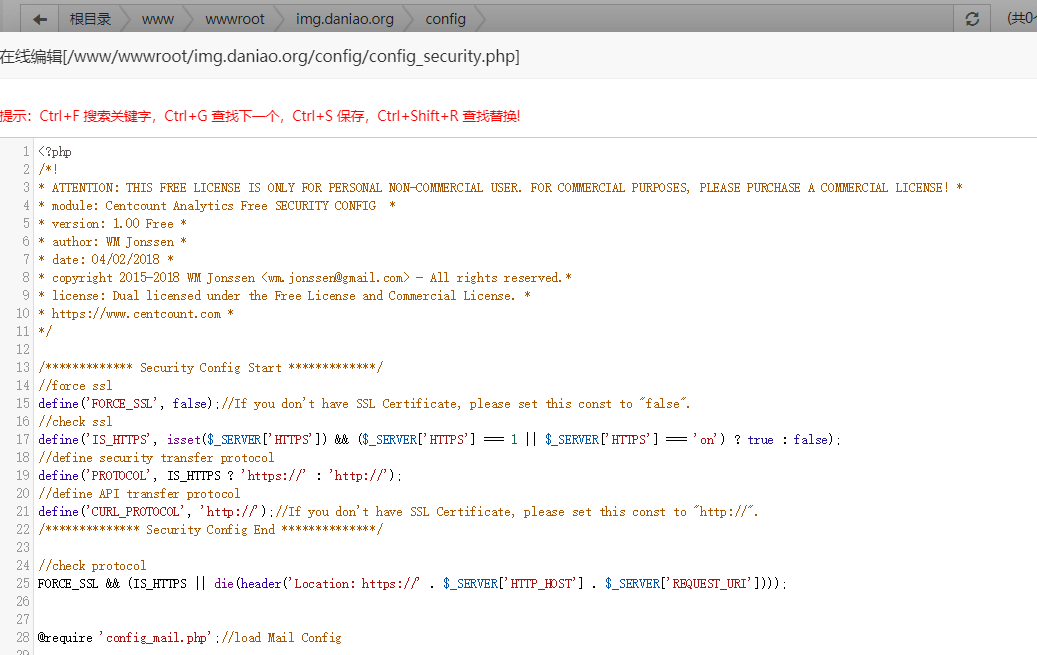 根目录 www wwwroot img.daniao.org config (共0个
在线编辑[/www/wwwroot/img.daniao.org/config/config_security.php]
提示：Ctrl+F 搜索关键字，Ctrl+G 查找下一个，Ctrl+S 保存，Ctrl+Shift+R 查找替换!
1 <?php
2 /*!
3 * ATTENTION: THIS FREE LICENSE IS ONLY FOR PERSONAL NON-COMMERCIAL USER. FOR COMMERCIAL PURPOSES, PLEASE PURCHASE A COMMERCIAL LICENSE! *
4 * module: Centcount Analytics Free SECURITY CONFIG  *
5 * version: 1.00 Free *
6 * author: WM Jonssen *
7 * date: 04/02/2018 *
8 * copyright 2015-2018 WM Jonssen <wm.jonssen@gmail.com> - All rights reserved.*
9 * license: Dual licensed under the Free License and Commercial License. *
10 * https://www.centcount.com *
11 */
12
13 /************* Security Config Start *************/
14 //force ssl
15 define('FORCE_SSL', false);//If you don't have SSL Certificate, please set this const to "false".
16 //check ssl
17 define('IS_HTTPS', isset($_SERVER['HTTPS']) && ($_SERVER['HTTPS'] === 1 || $_SERVER['HTTPS'] === 'on') ? true : false);
18 //define security transfer protocol
19 define('PROTOCOL', IS_HTTPS ? 'https://' : 'http://');
20 //define API transfer protocol
21 define('CURL_PROTOCOL', 'http://');//If you don't have SSL Certificate, please set this const to "http://".
22 /************** Security Config End **************/
23
24 //check protocol
25 FORCE_SSL && (IS_HTTPS || die(header('Location: https://' . $_SERVER['HTTP_HOST'] . $_SERVER['REQUEST_URI'])));
26
27
28 @require 'config_mail.php';//load Mail Config
29